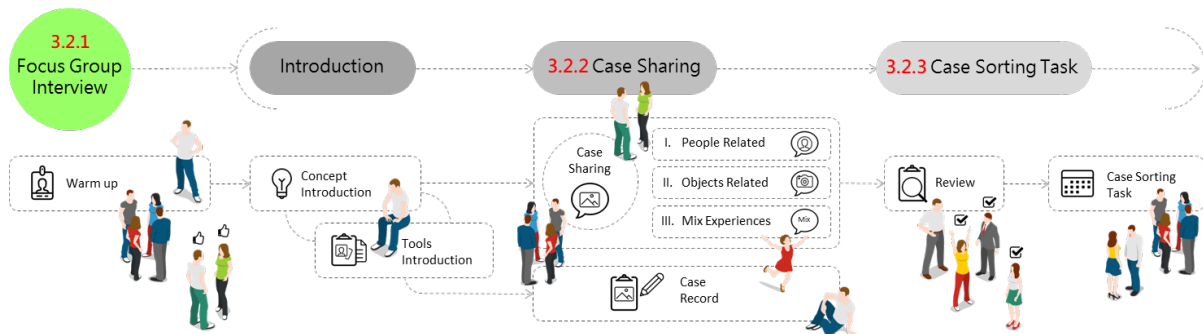 3.2.1
Focus Group
Interview
Introduction
3.2.2 Case Sharing
3.2.3 Case Sorting Task
Warm up
Concept
Introduction
Tools
Introduction
Case
Sharing
I. People Related
II. Objects Related
III. Mix Experiences
Mix
Case
Record
Review
Case Sorting
Task